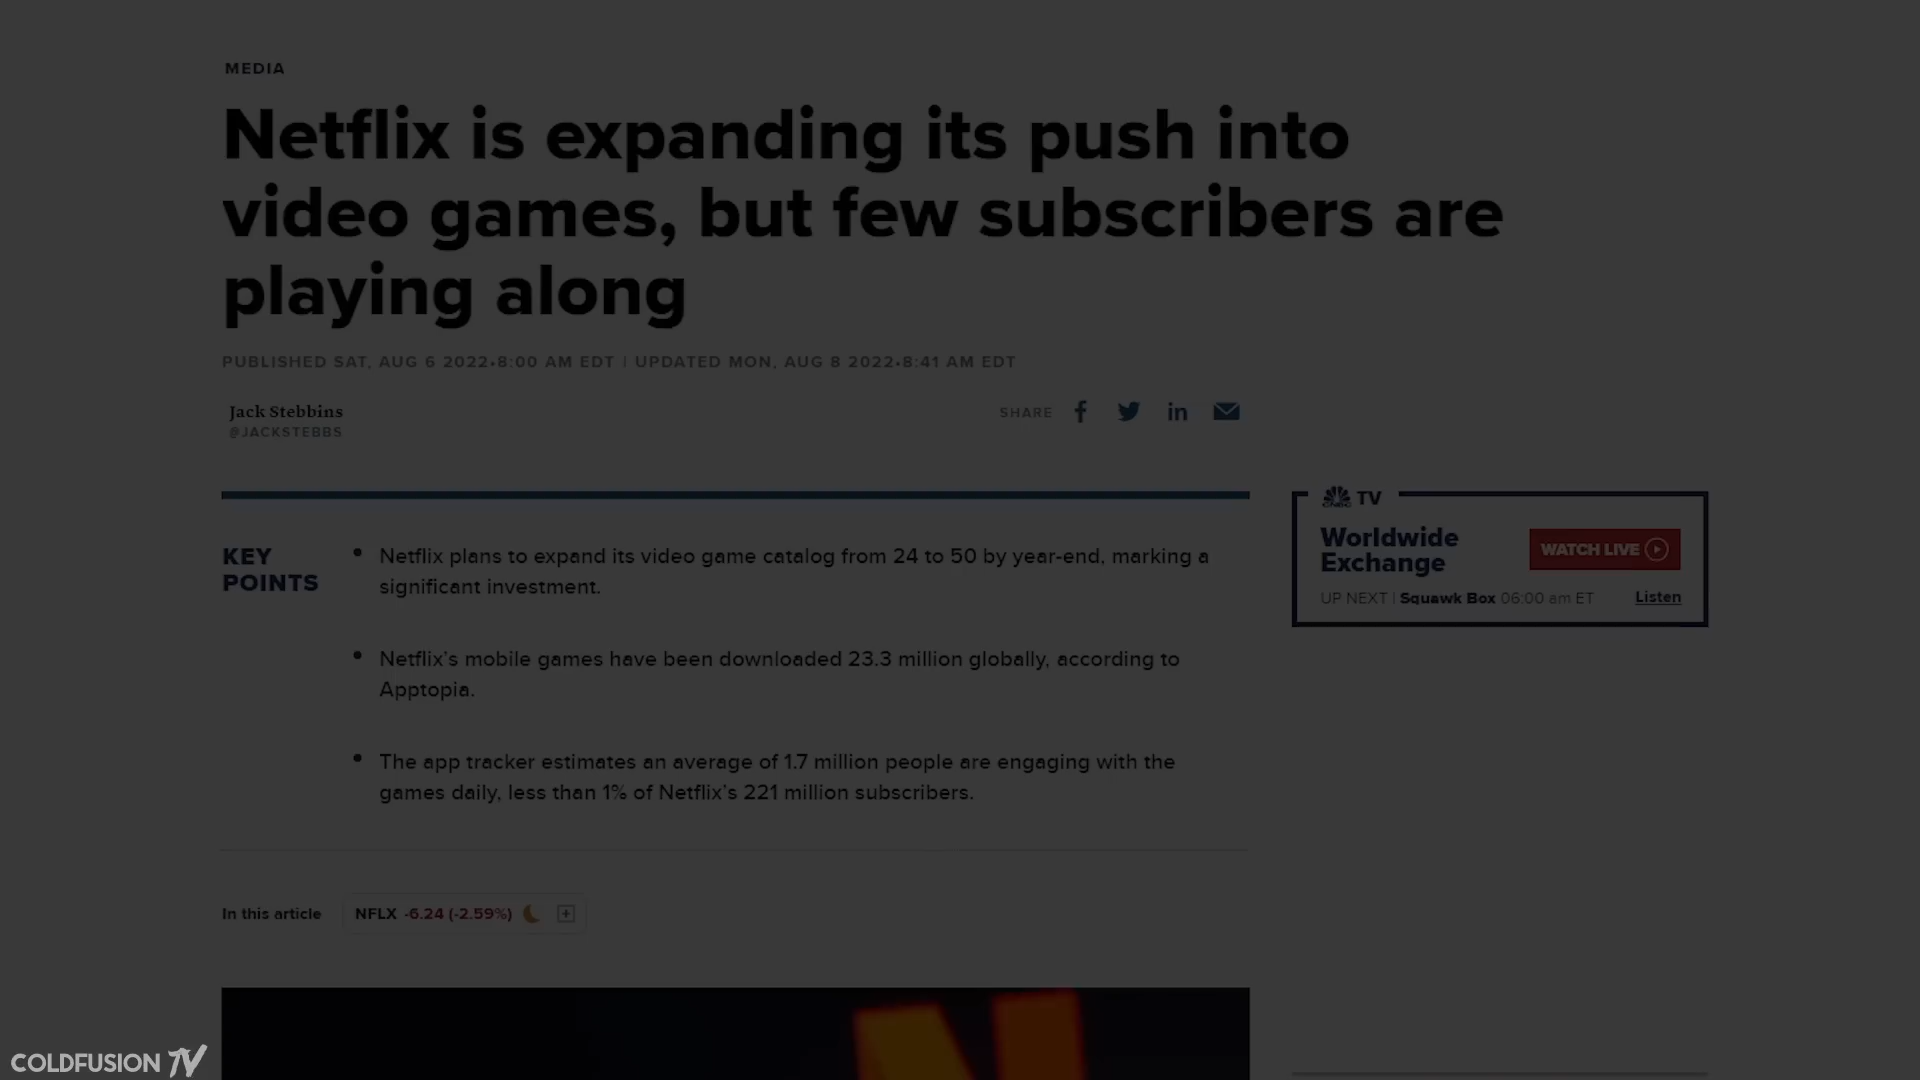 MEDIA
Netflix is expanding its push into
video games, but few subscribers are
playing along
PUBLISHED SAT, AUG 6 2022•8:00 AM EDT | UPDATED MON, AUG 8 2022•8:41 AM EDT
Jack Stebbins
@JACKSTEBBS
SHARE
CNBC TV
Worldwide
Exchange
WATCH LIVE
UP NEXT | Squawk Box 06:00 am ET
Listen
KEY
POINTS
• Netflix plans to expand its video game catalog from 24 to 50 by year-end, marking a
significant investment.
• Netflix’s mobile games have been downloaded 23.3 million globally, according to
Apptopia.
• The app tracker estimates an average of 1.7 million people are engaging with the
games daily, less than 1% of Netflix’s 221 million subscribers.
In this article
NFLX -6.24 (-2.59%)
COLDFUSION TV